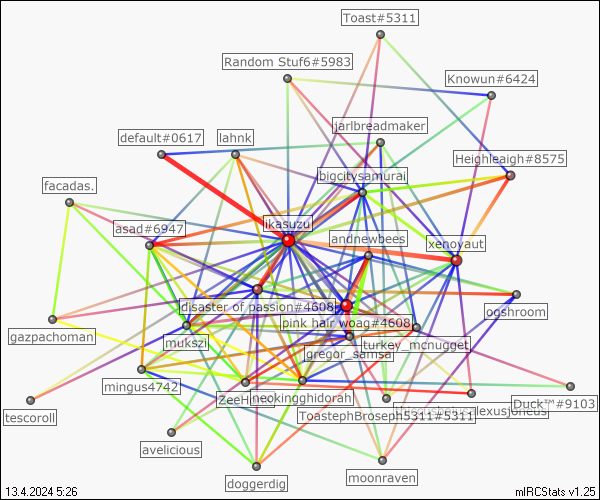 Toast#5311
Random Stuf6#5983
Knowun#6424
jarlbreadmaker
default#0617
lahnk
Heighleaigh#8575
bigcitysamurai
facadas.
asad#6947
ikasuzu
andnewbees
xenoyaut
disaster of passion#4608
ogshroom
pink hair woag#4608
gazpachoman
mukszi
turkey_mcnugget
gregor_samsa
mingus4742
neokingghidorah
Duck™#9103
ToastephBroseph5311#5311
tescoroll
avelicious
doggerdig
moonraven
13.4.2024 5:26
mIRCStats v1.25